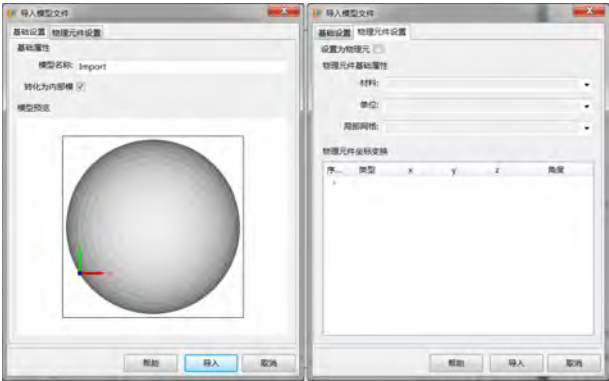 导入模型文件
基础设置 物理元件设置
基础属性
模型名称: Import
转化为内部模
模型预览
帮助 导入 取消
导入模型文件
基础设置 物理元件设置
设置为物理元
物理元件基础属性
材料:
单位:
局部网格:
物理元件坐标变换
序... 类型 x y z 角度
帮助 导入 取消